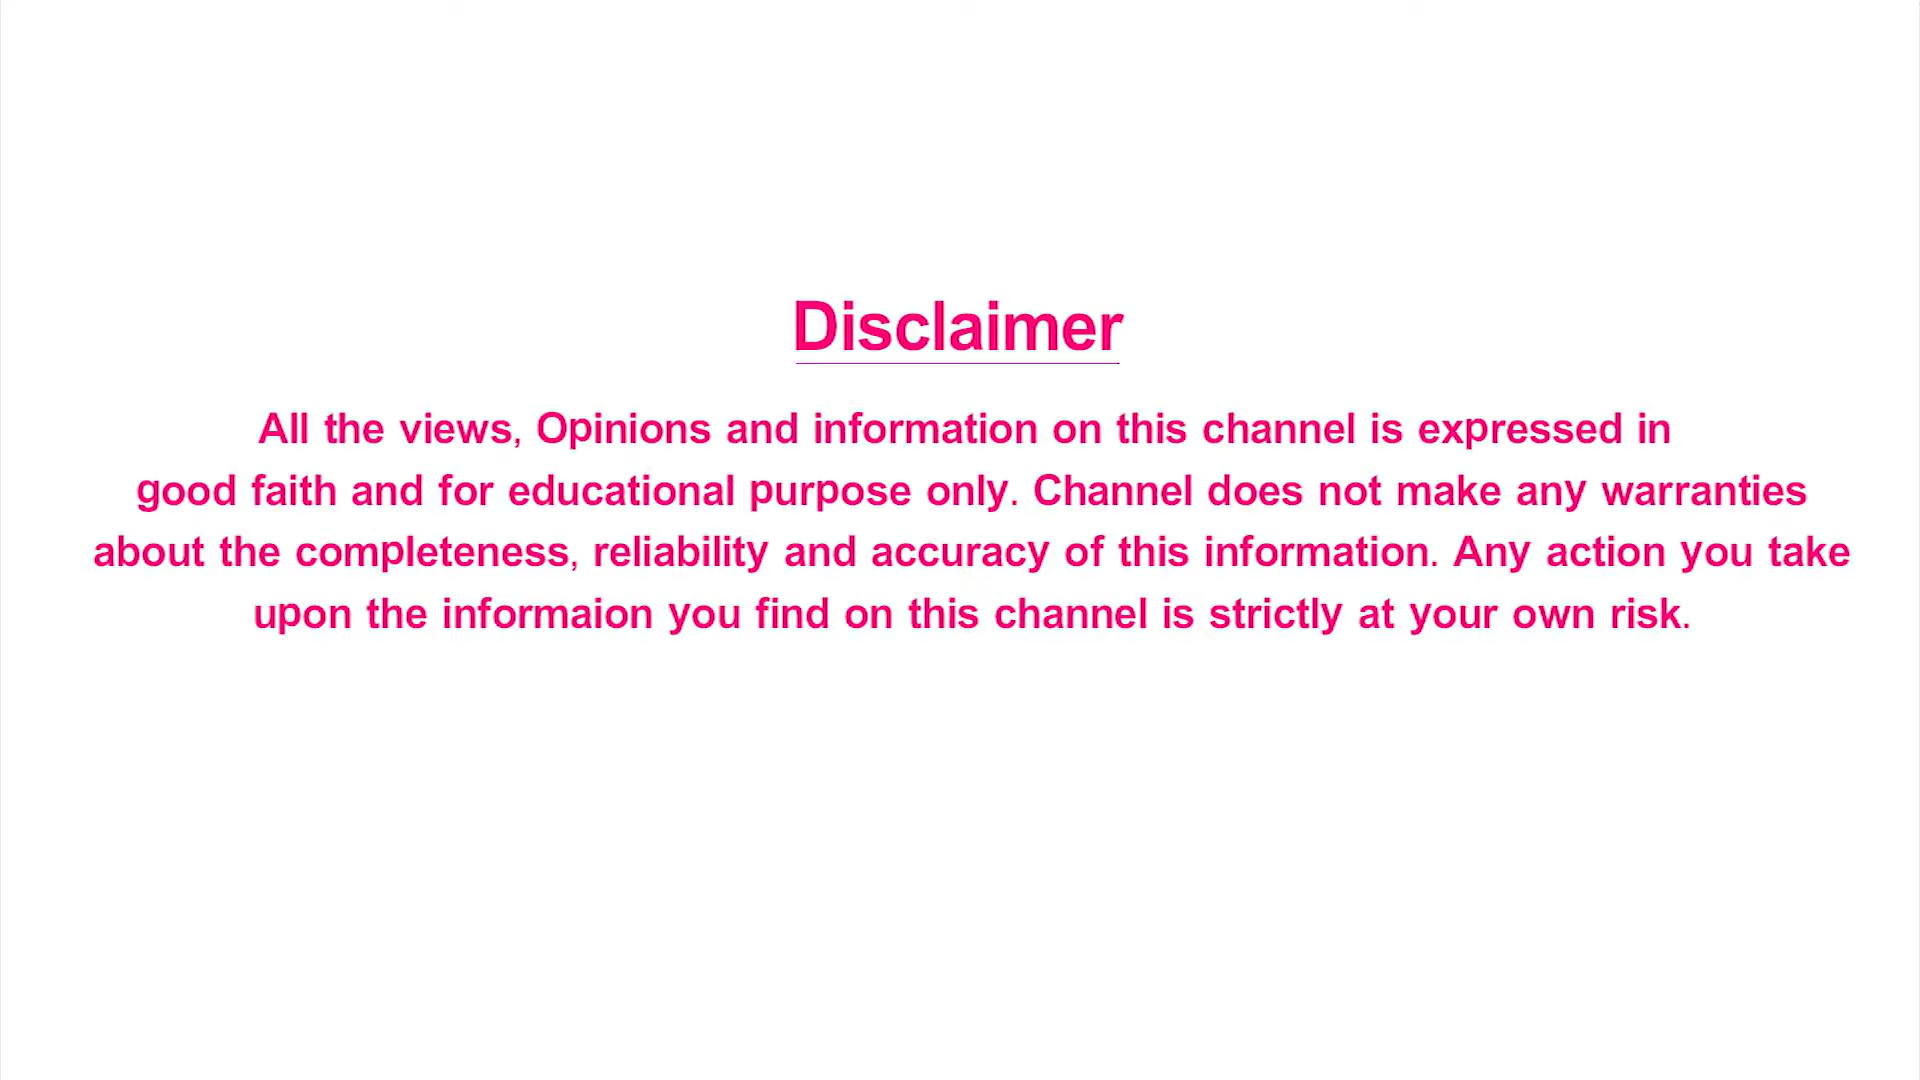 Disclaimer
All the views, Opinions and information on this channel is expressed in
good faith and for educational purpose only. Channel does not make any warranties
about the completeness, reliability and accuracy of this information. Any action you take
upon the informaion you find on this channel is strictly at your own risk.